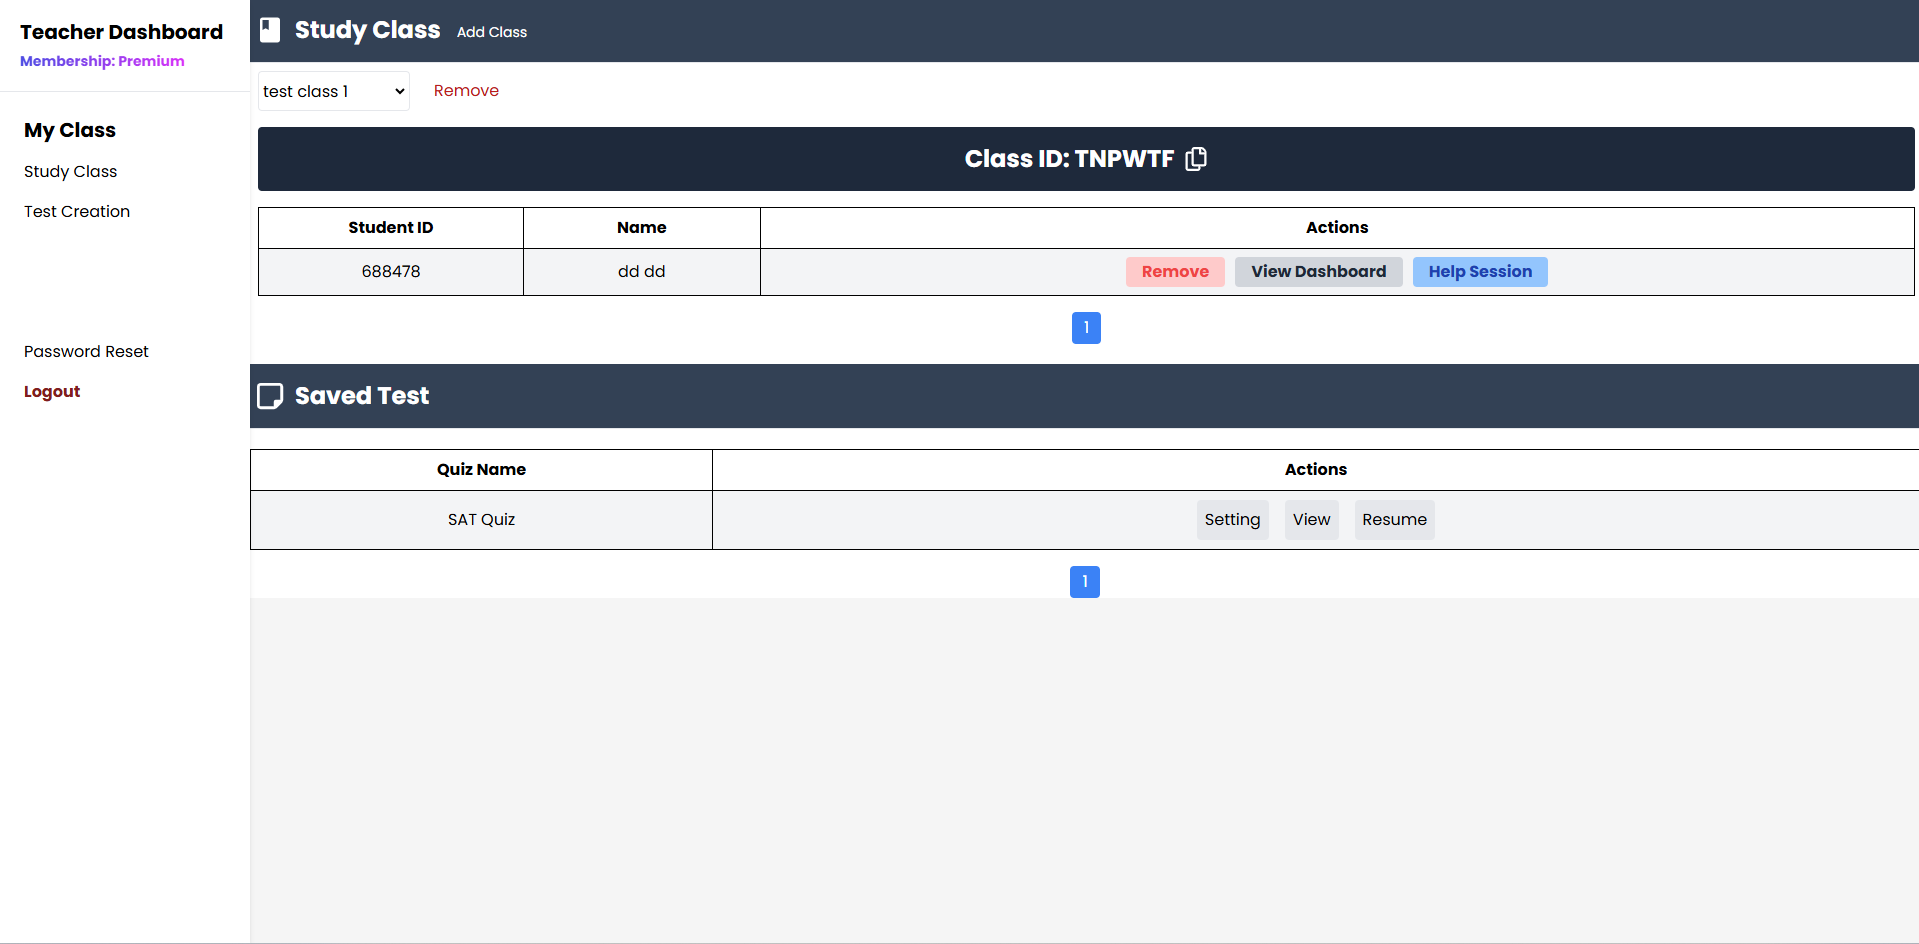 Teacher Dashboard
Membership: Premium
My Class
Study Class
Test Creation
Password Reset
Logout
Study Class Add Class
test class 1 Remove
Class ID: TNPWTF
Student ID Name Actions
688478 dd dd Remove View Dashboard Help Session
1
Saved Test
Quiz Name Actions
SAT Quiz Setting View Resume
1